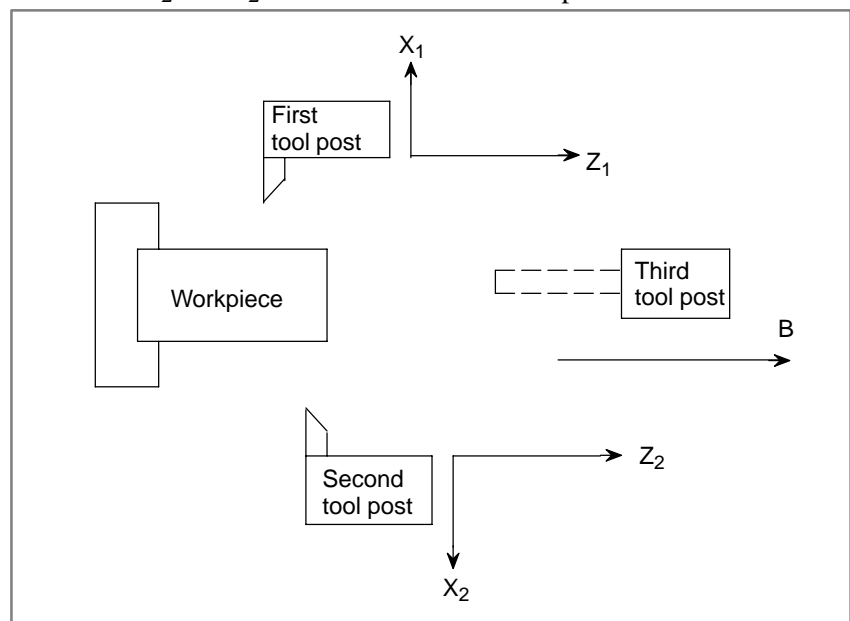 X1
First
tool post
Z1
Workpiece
Third
tool post
B
Z2
Second
tool post
X2